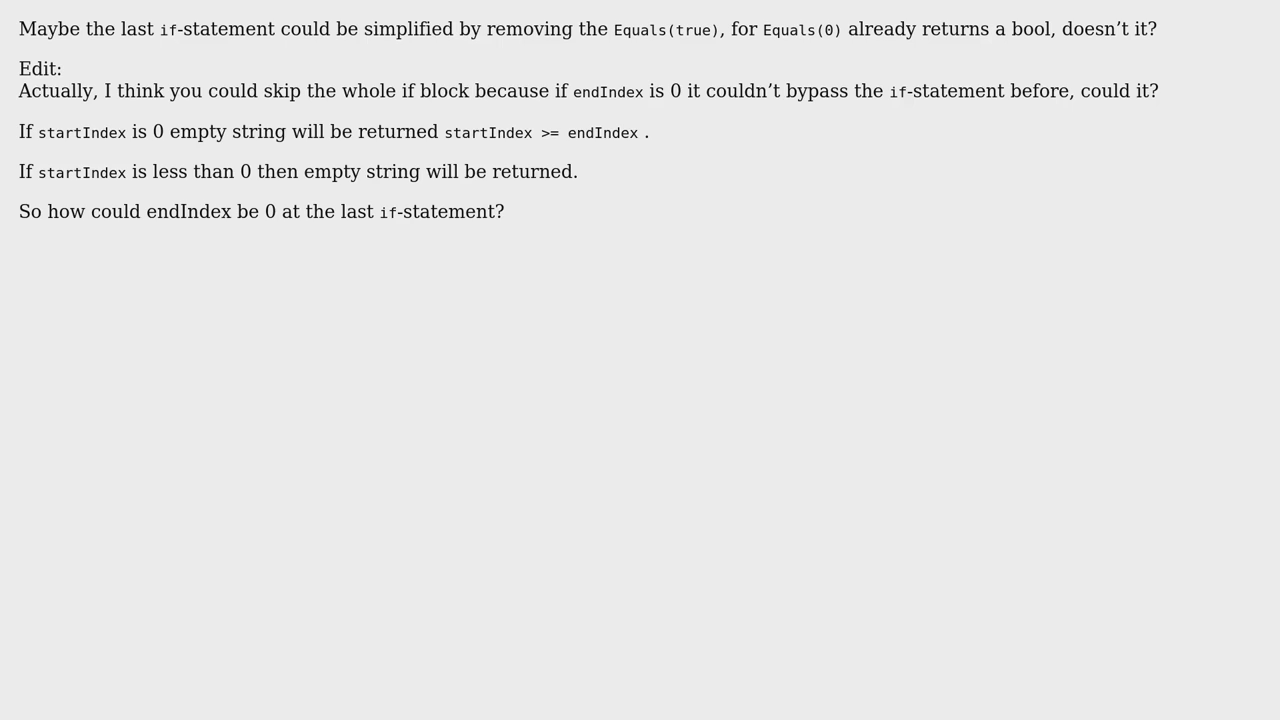 Maybe the last if-statement could be simplified by removing the Equals(true), for Equals(0) already returns a bool, doesn’t it?
Edit:
Actually, I think you could skip the whole if block because if endIndex is 0 it couldn’t bypass the if-statement before, could it?
If startIndex is 0 empty string will be returned startIndex >= endIndex .
If startIndex is less than 0 then empty string will be returned.
So how could endIndex be 0 at the last if-statement?